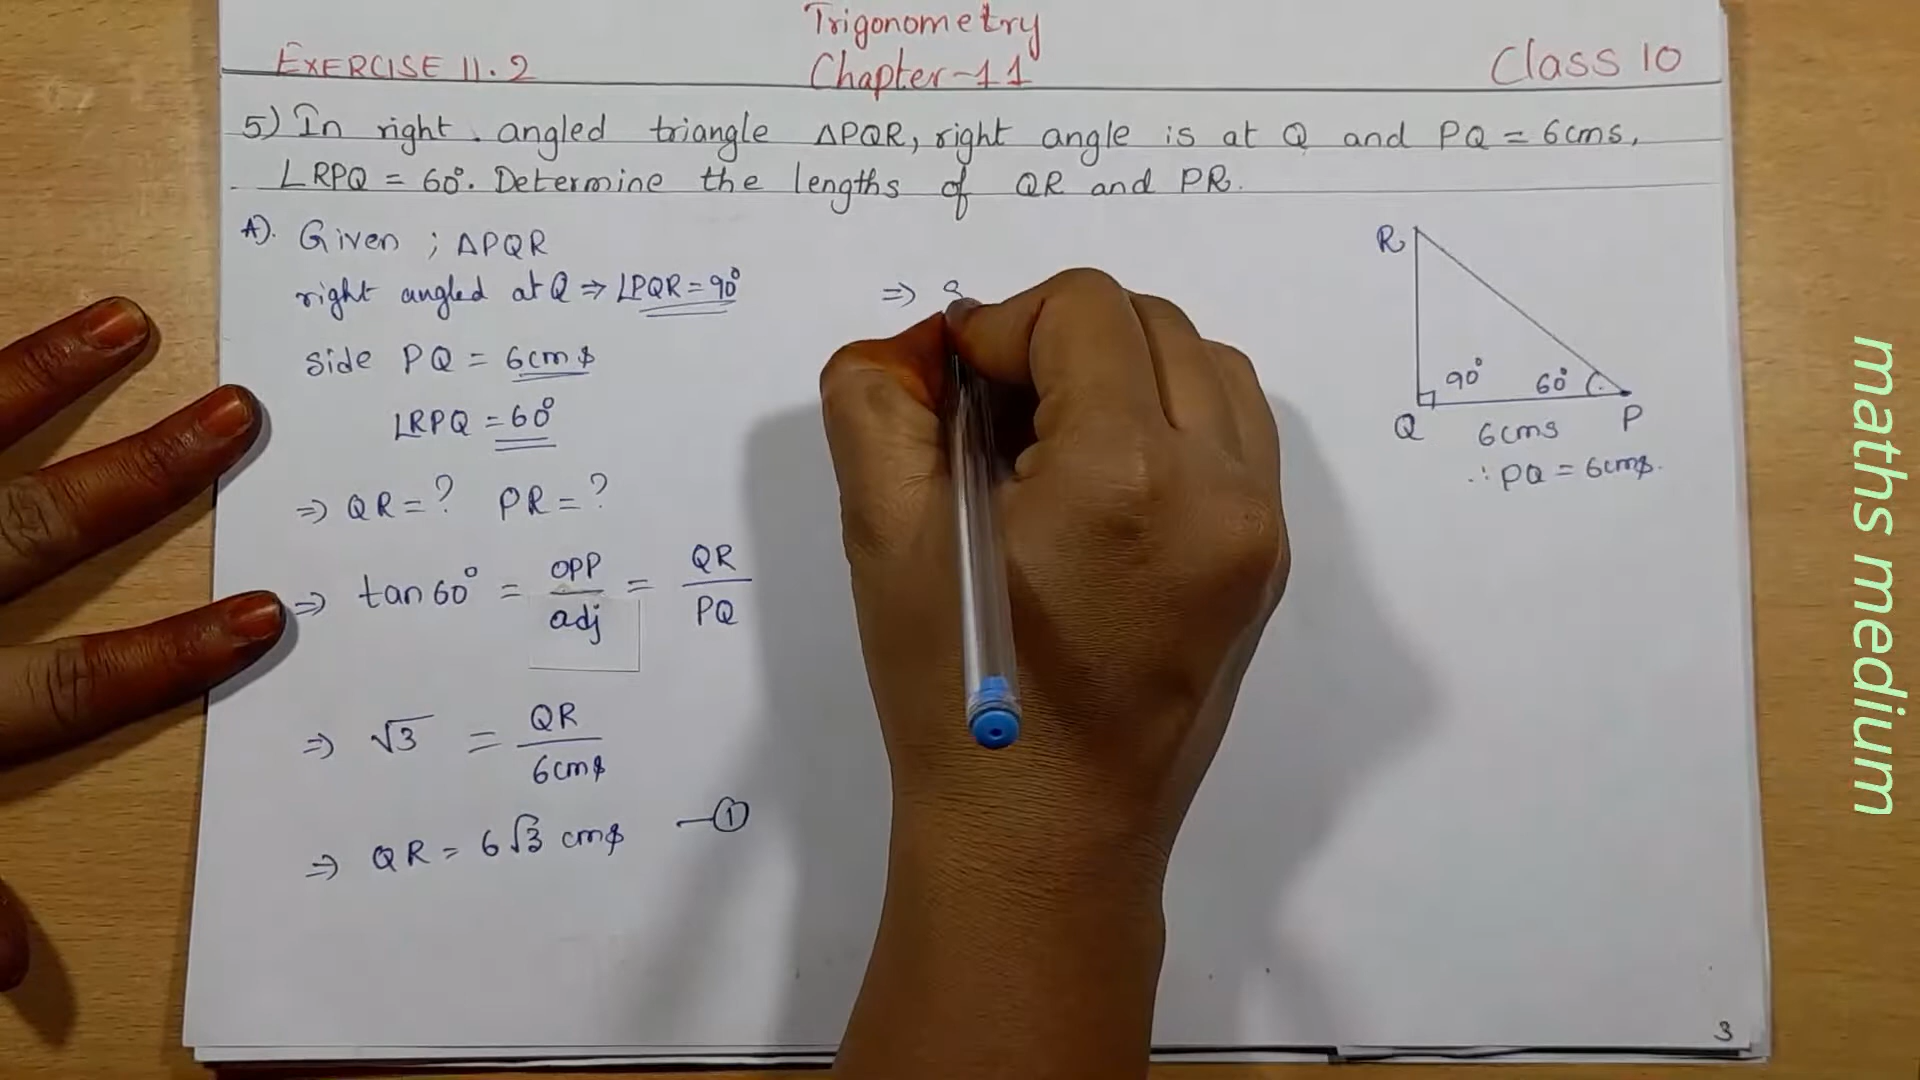 Trigonometry
EXERCISE 11.2
Chapter-11
Class 10
5) In right angled triangle ΔPQR, right angle is at Q and PQ = 6cms,
∠RPQ = 60°. Determine the lengths of QR and PR.
A). Given ; ΔPQR
right angled at Q ⇒ ∠PQR = 90°
side PQ = 6cms
∠RPQ = 60°
⇒ QR = ? PR = ?
⇒ tan60° = opp/adj = QR/PQ
⇒ √3 = QR/6cms
⇒ QR = 6√3 cms —①
⇒
R
90° 60°
Q 6cms P
∴ PQ = 6cms.
3
maths medium